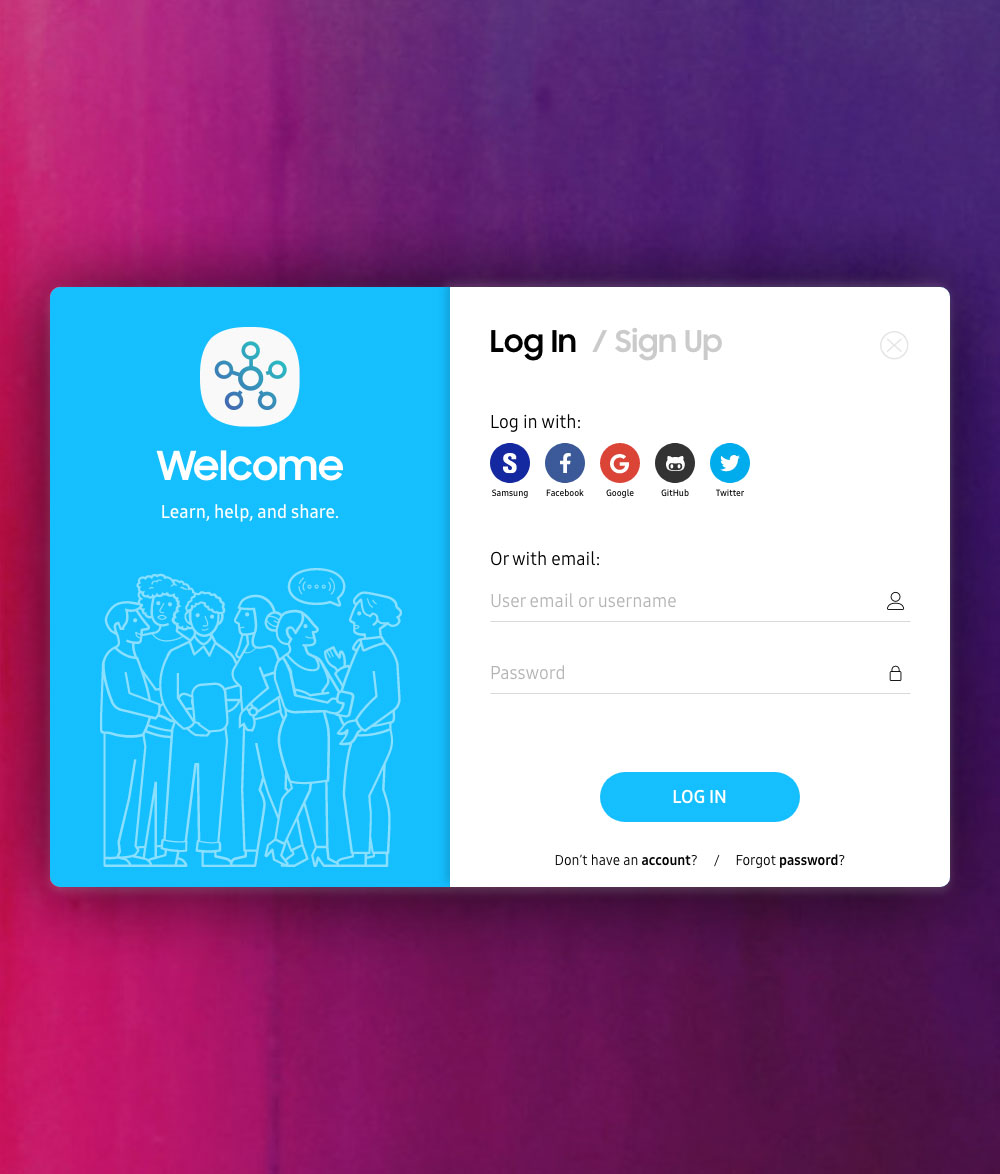 Welcome
Learn, help, and share.
Log In / Sign Up
Log in with:
Samsung Facebook Google GitHub Twitter
Or with email:
User email or username
Password
LOG IN
Don't have an account? / Forgot password?